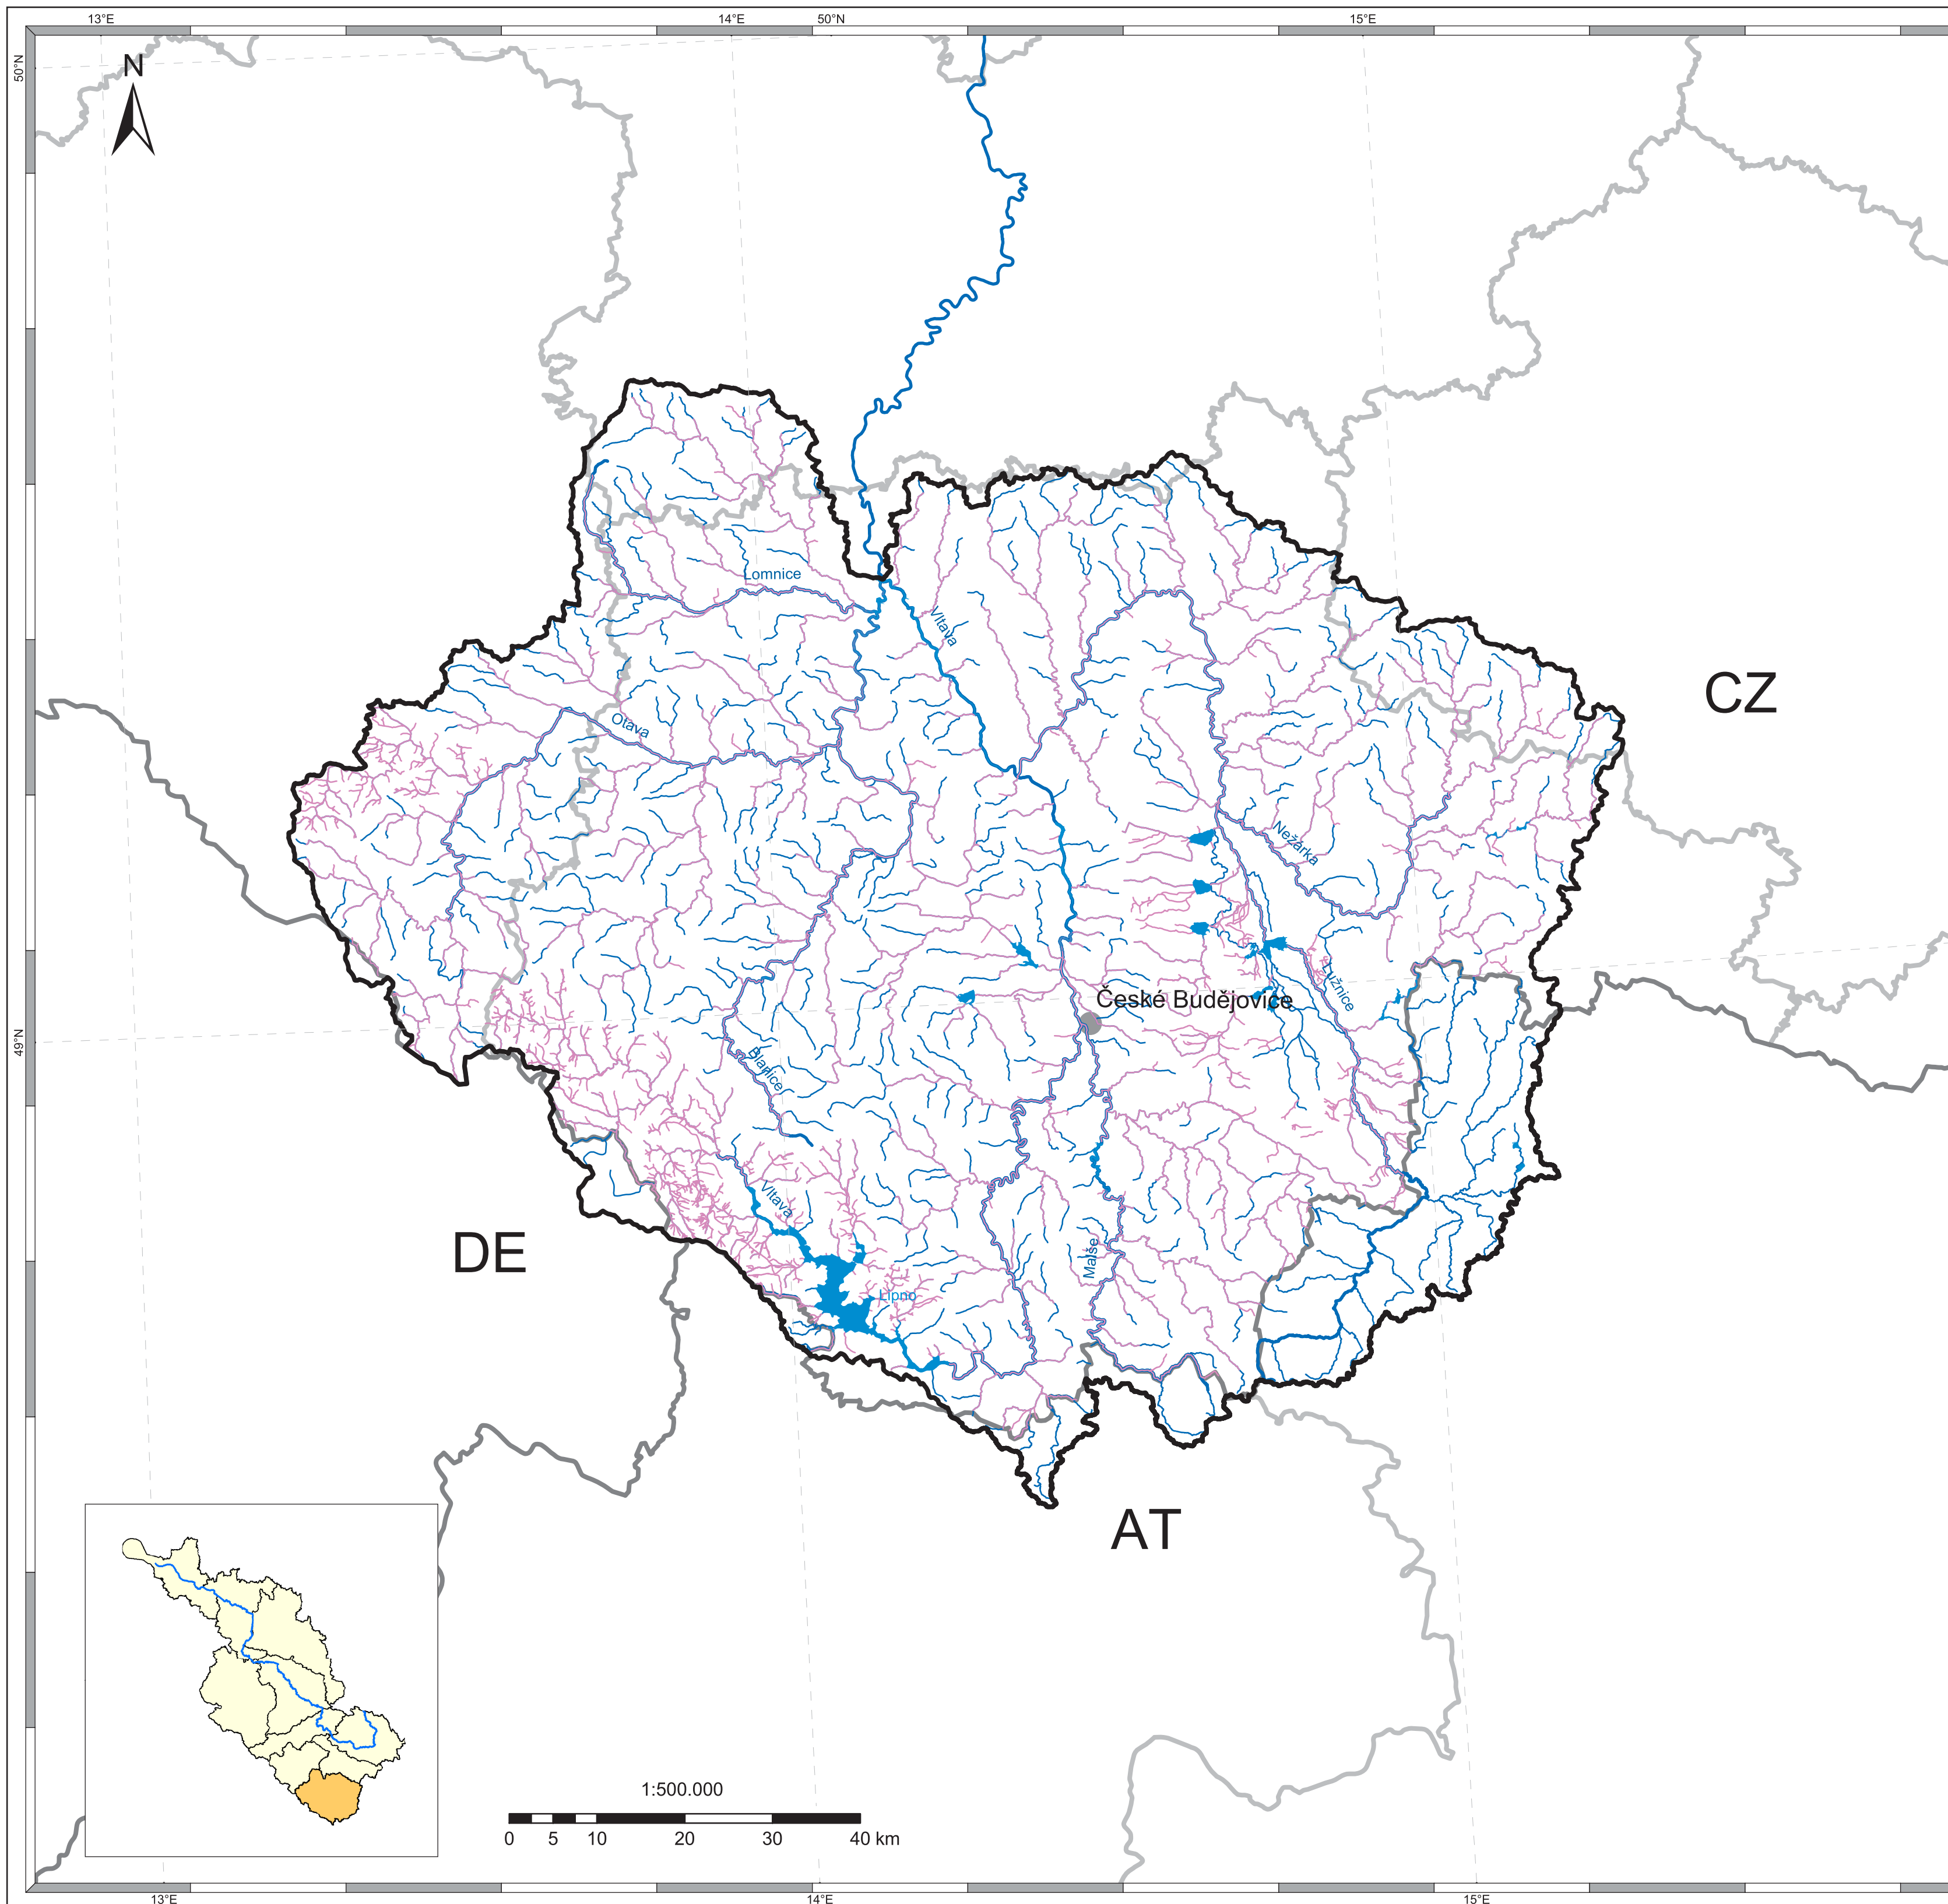 13°E
14°E
50°N
15°E
50°N
N
Lomnice
Vltava
CZ
Otava
Nežárka
Lužnice
České Budějovice
49°N
Blanice
Vltava
DE
Malše
Lipno
AT
1:500.000
0 5 10 20 30 40 km
13°E
14°E
15°E